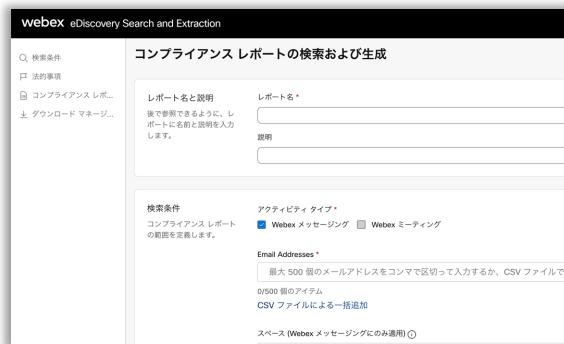 webex eDiscovery Search and Extraction
検索条件
法的事項
コンプライアンス レポ...
ダウンロード マネージ...
コンプライアンス レポートの検索および生成
レポート名と説明
後で参照できるように、レ
ポートに名前と説明を入力
します。
レポート名 *
説明
検索条件
コンプライアンス レポート
の範囲を定義します。
アクティビティ タイプ *
Webex メッセージング Webex ミーティング
Email Addresses *
最大 500 個のメールアドレスをコンマで区切って入力するか、CSV ファイルで
0/500 個のアイテム
CSV ファイルによる一括追加
スペース (Webex メッセージングにのみ適用)